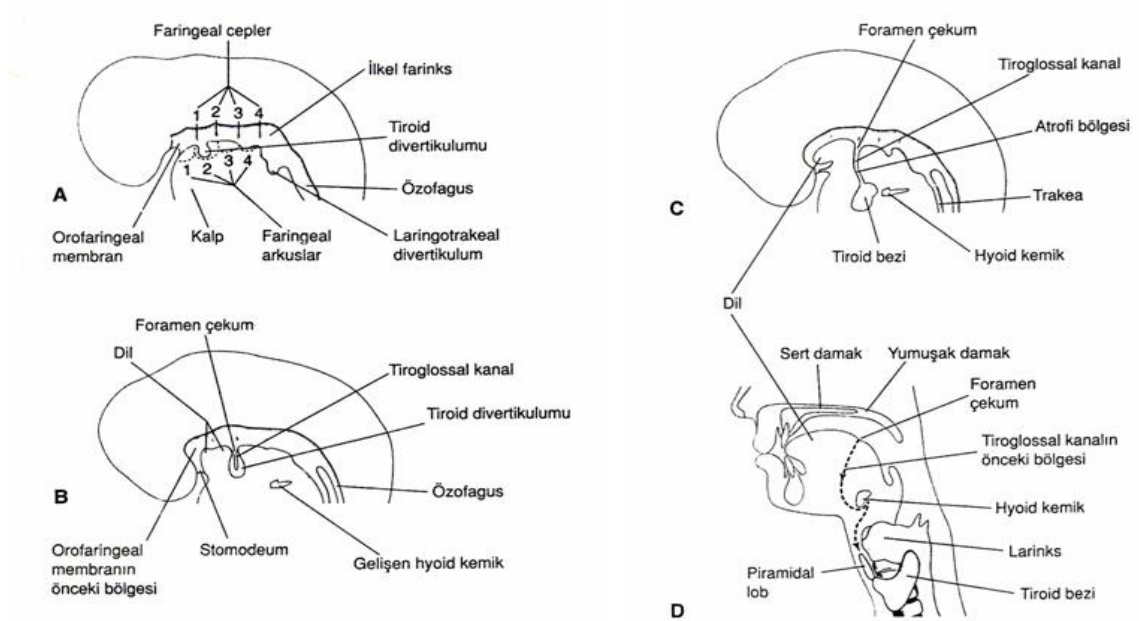 Faringeal cepler
İlkel farinks
1 2 3 4
Tiroid
divertikulumu
1 2 3 4
Özofagus
A
Orofaringeal
membran
Kalp
Faringeal
arkuslar
Laringotrakeal
divertikulum
Foramen çekum
Dil
Tiroglossal kanal
Tiroid divertikulumu
B
Özofagus
Orofaringeal
membranın
önceki bölgesi
Stomodeum
Gelişen hyoid kemik
Foramen çekum
Tiroglossal kanal
Atrofi bölgesi
C
Trakea
Tiroid bezi
Hyoid kemik
Dil
Sert damak
Yumuşak damak
Foramen
çekum
Tiroglossal kanalın
önceki bölgesi
Hyoid kemik
Larinks
Piramidal
lob
Tiroid bezi
D